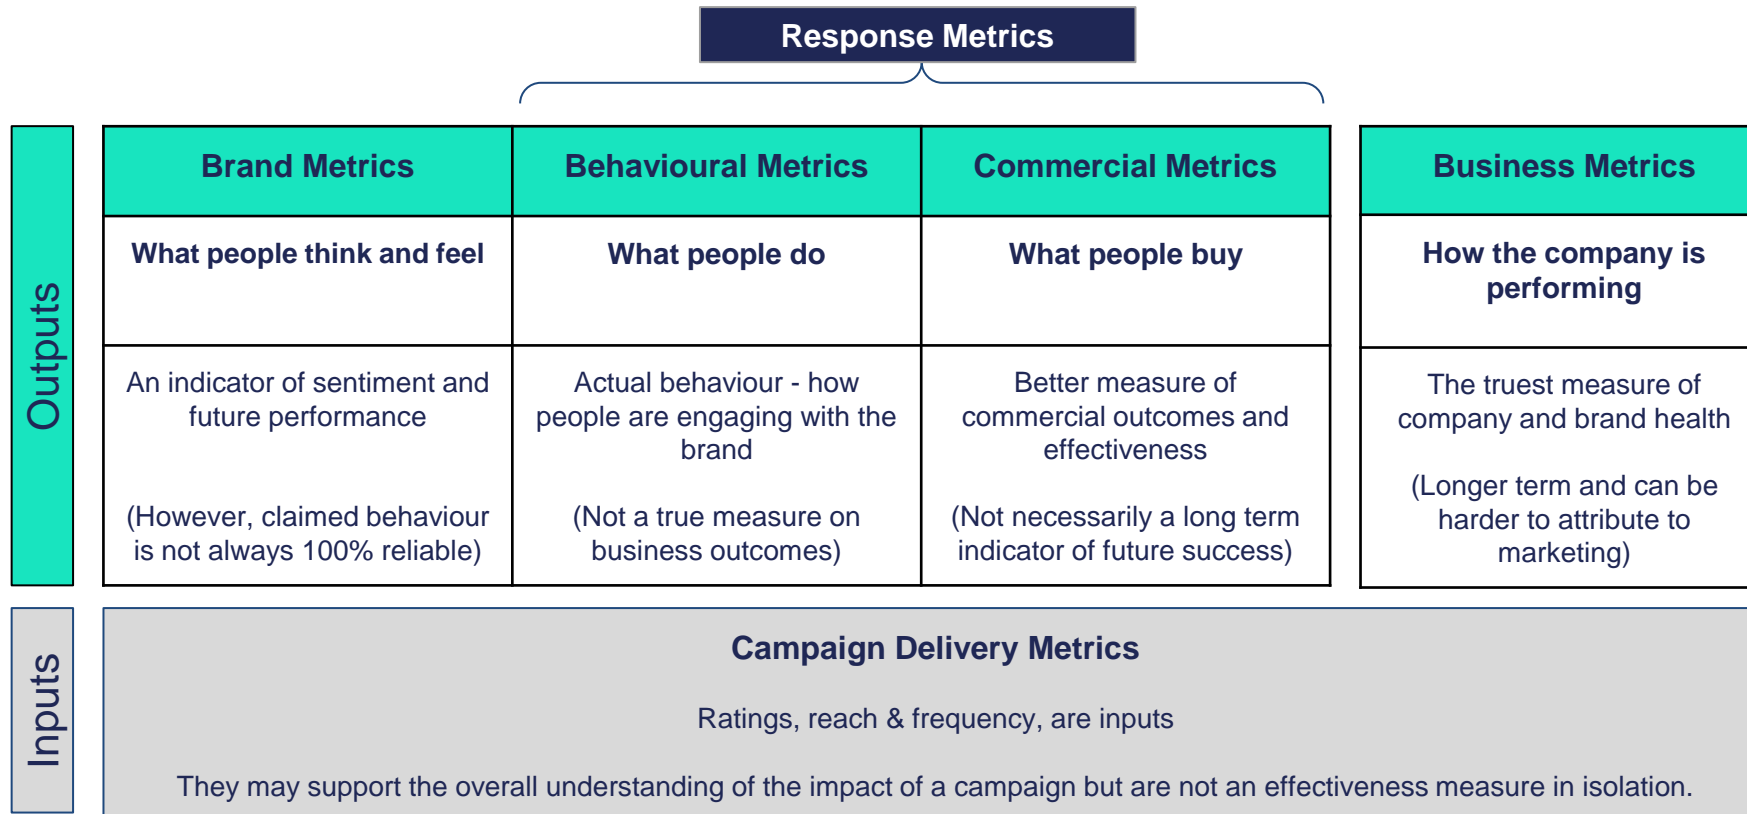 Response Metrics
Outputs
Brand Metrics
What people think and feel
An indicator of sentiment and
future performance
(However, claimed behaviour
is not always 100% reliable)
Behavioural Metrics
What people do
Actual behaviour - how
people are engaging with the
brand
(Not a true measure on
business outcomes)
Commercial Metrics
What people buy
Better measure of
commercial outcomes and
effectiveness
(Not necessarily a long term
indicator of future success)
Business Metrics
How the company is
performing
The truest measure of
company and brand health
(Longer term and can be
harder to attribute to
marketing)
Inputs
Campaign Delivery Metrics
Ratings, reach & frequency, are inputs
They may support the overall understanding of the impact of a campaign but are not an effectiveness measure in isolation.